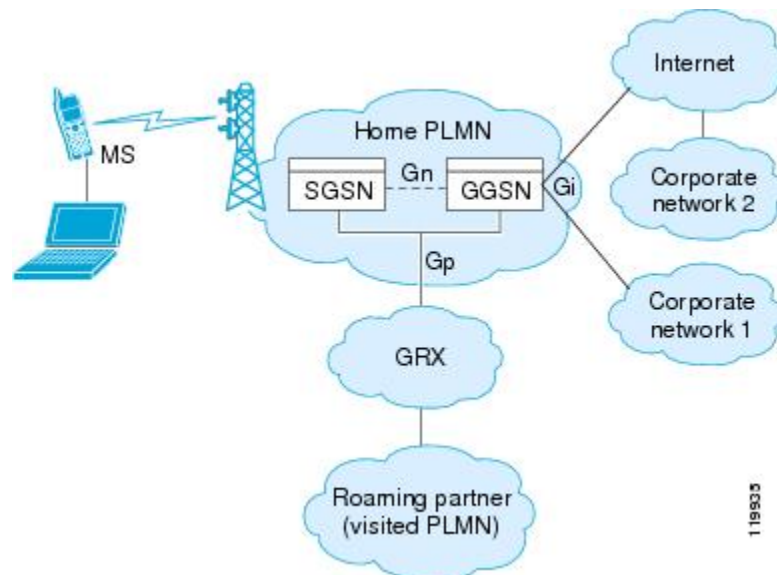 Internet
Home PLMN
MS
SGSN
Gn
GGSN
Gi
Corporate
network 2
Gp
Corporate
network 1
GRX
Roaming partner
(visited PLMN)
119935